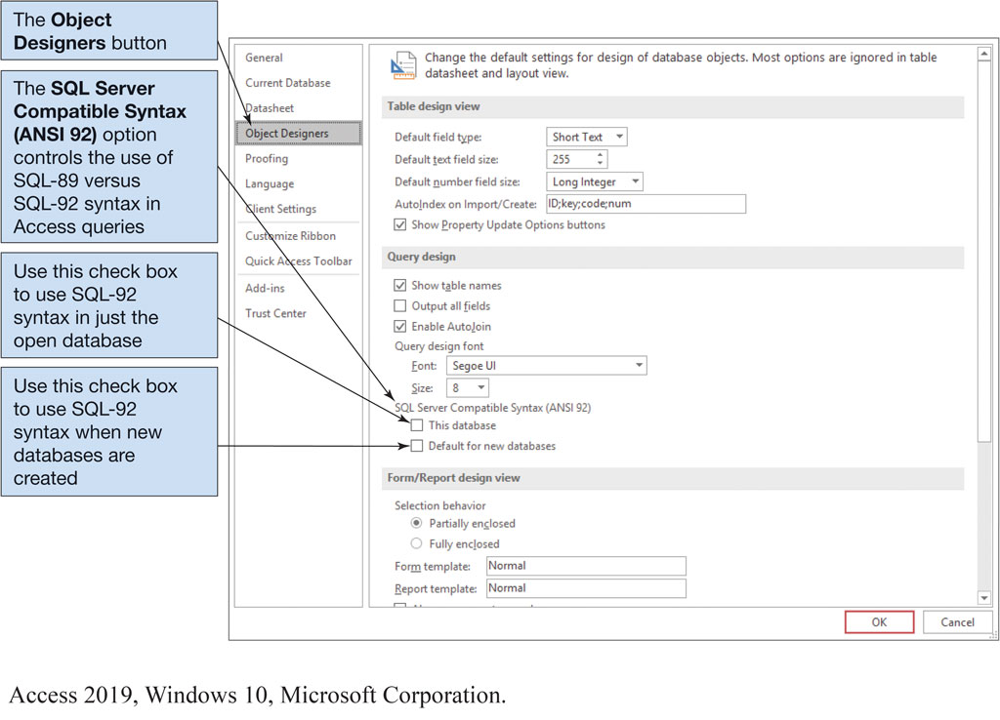 The Object
Designers button
The SQL Server
Compatible Syntax
(ANSI 92) option
controls the use of
SQL-89 versus
SQL-92 syntax in
Access queries
Use this check box
to use SQL-92
syntax in just the
open database
Use this check box
to use SQL-92
syntax when new
databases are
created
General
Current Database
Datasheet
Object Designers
Proofing
Language
Client Settings
Customize Ribbon
Quick Access Toolbar
Add-ins
Trust Center
Change the default settings for design of database objects. Most options are ignored in table
datasheet and layout view.
Table design view
Default field type: Short Text
Default text field size: 255
Default number field size: Long Integer
AutoIndex on Import/Create: ID;key;code;num
Show Property Update Options buttons
Query design
Show table names
Output all fields
Enable AutoJoin
Query design font
Font: Segoe UI
Size: 8
SQL Server Compatible Syntax (ANSI 92)
This database
Default for new databases
Form/Report design view
Selection behavior
Partially enclosed
Fully enclosed
Form template: Normal
Report template: Normal
OK Cancel
Access 2019, Windows 10, Microsoft Corporation.